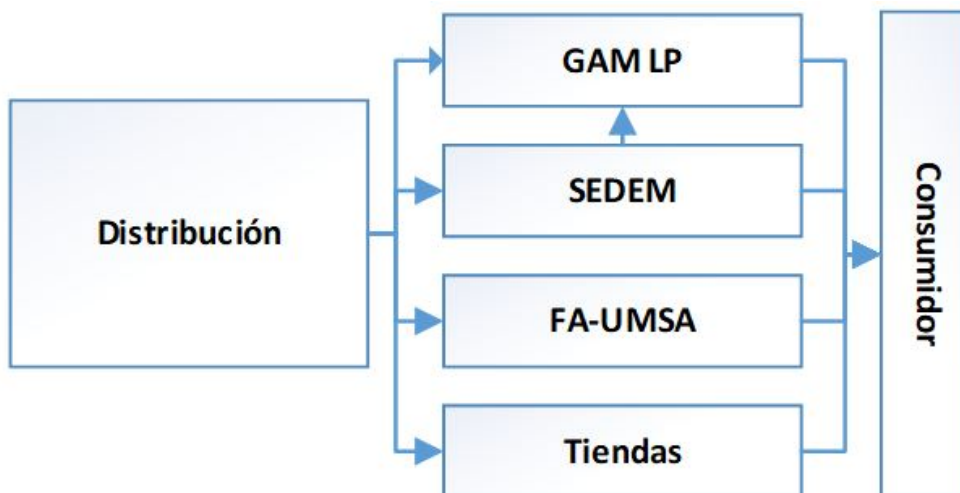 Distribución
GAM LP
SEDEM
FA-UMSA
Tiendas
Consumidor